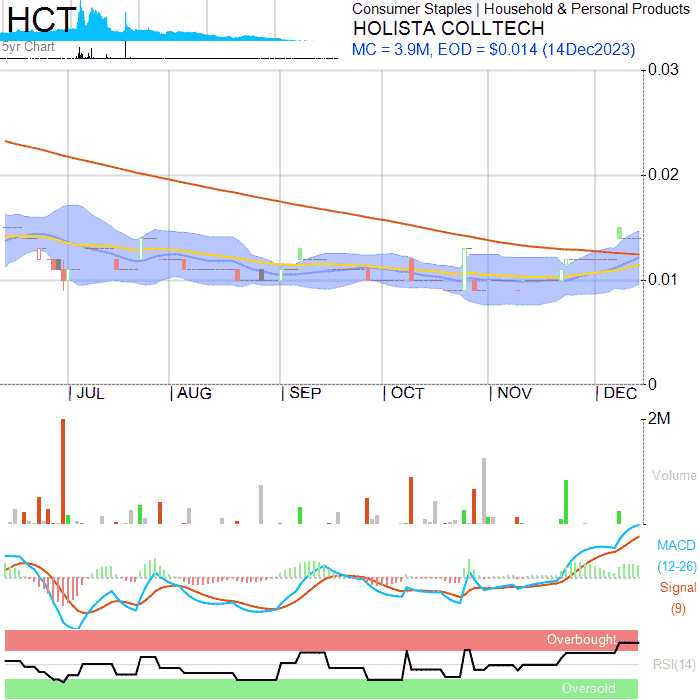 HCT
5yr Chart
Consumer Staples | Household & Personal Products
HOLISTA COLLTECH
MC = 3.9M, EOD = $0.014 (14Dec2023)
0.03
0.02
0.01
0
| JUL | AUG | SEP | OCT | NOV | DEC
2M
Volume
MACD
(12-26)
Signal
(9)
Overbought
RSI(14)
Oversold